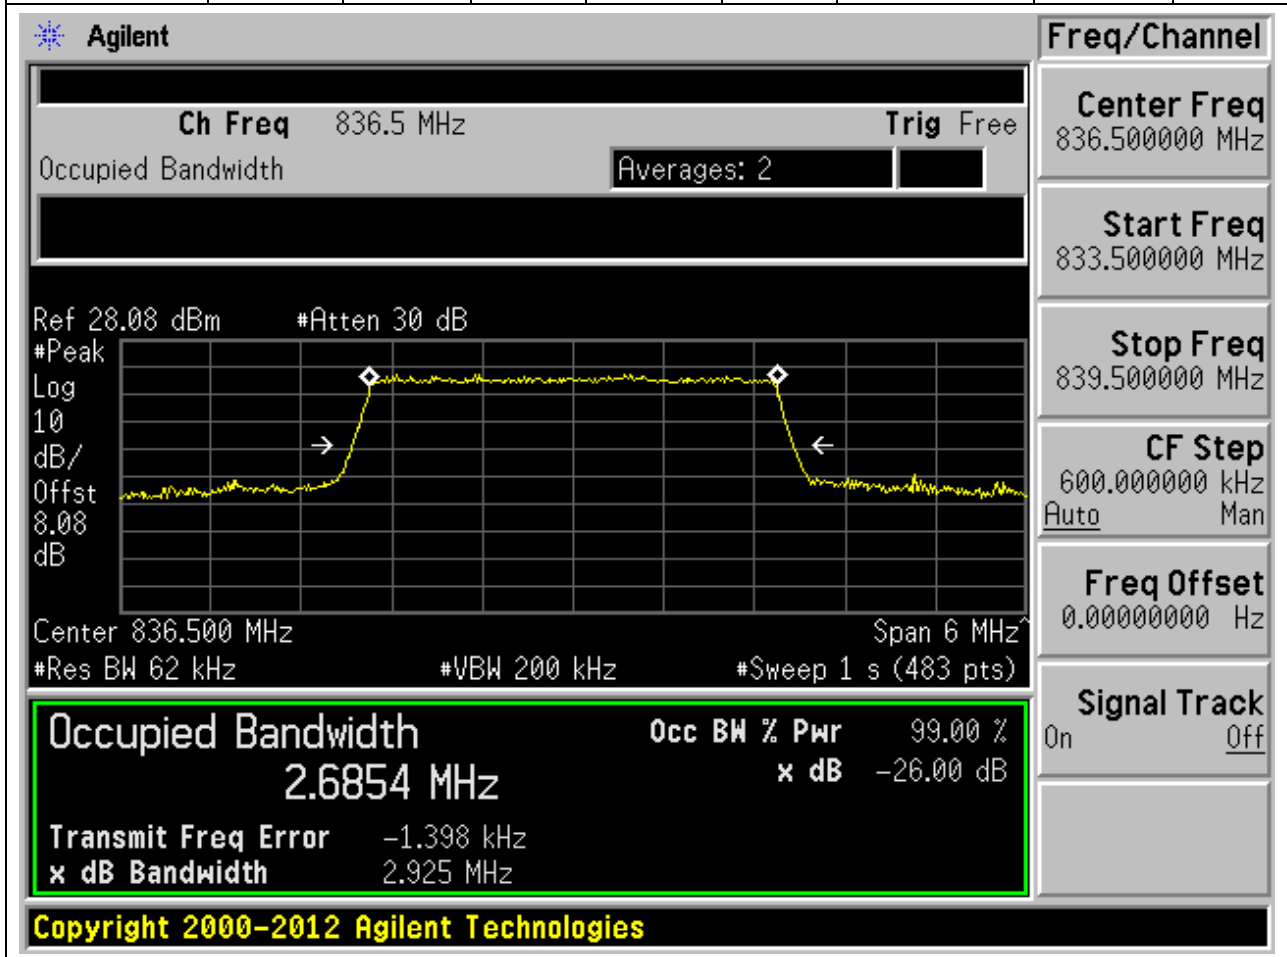 Agilent
Freq/Channel
Ch Freq 836.5 MHz Trig Free
Occupied Bandwidth Averages: 2
Center Freq
836.500000 MHz
Start Freq
833.500000 MHz
Stop Freq
839.500000 MHz
CF Step
600.000000 kHz
Auto Man
Freq Offset
0.00000000 Hz
Signal Track
On Off
Ref 28.08 dBm #Atten 30 dB
#Peak
Log
10
dB/
Offst
8.08
dB
Center 836.500 MHz Span 6 MHz^
#Res BW 62 kHz #VBW 200 kHz #Sweep 1 s (483 pts)
Occupied Bandwidth
2.6854 MHz
Occ BW % Pwr 99.00 %
x dB -26.00 dB
Transmit Freq Error -1.398 kHz
x dB Bandwidth 2.925 MHz
Copyright 2000-2012 Agilent Technologies